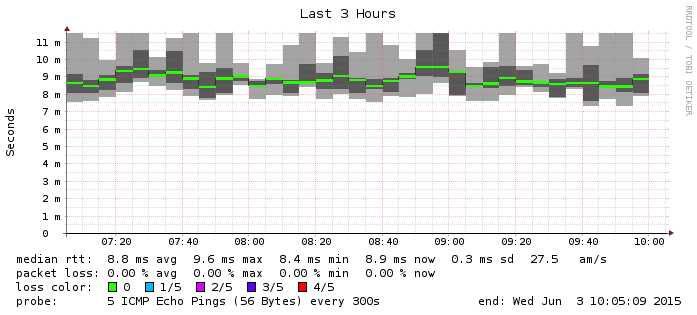 Last 3 Hours
RRDTOOL / TOBI OETIKER
Seconds
11 m
10 m
9 m
8 m
7 m
6 m
5 m
4 m
3 m
2 m
1 m
0
07:20 07:40 08:00 08:20 08:40 09:00 09:20 09:40 10:00
median rtt: 8.8 ms avg 9.6 ms max 8.4 ms min 8.9 ms now 0.3 ms sd 27.5 am/s
packet loss: 0.00 % avg 0.00 % max 0.00 % min 0.00 % now
loss color: 0 1/5 2/5 3/5 4/5
probe: 5 ICMP Echo Pings (56 Bytes) every 300s end: Wed Jun 3 10:05:09 2015